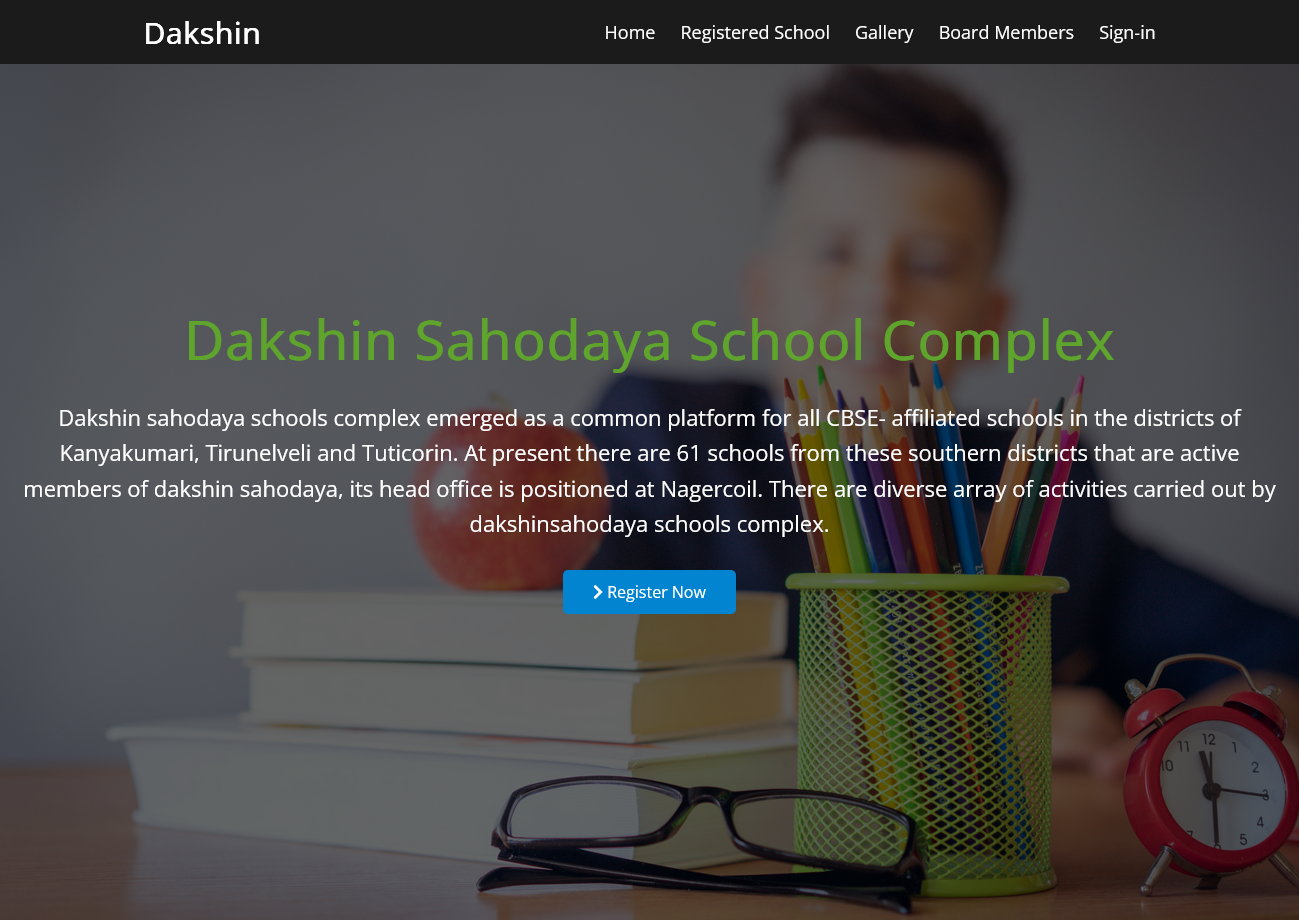 Dakshin
Home Registered School Gallery Board Members Sign-in
Dakshin Sahodaya School Complex
Dakshin sahodaya schools complex emerged as a common platform for all CBSE- affiliated schools in the districts of
Kanyakumari, Tirunelveli and Tuticorin. At present there are 61 schools from these southern districts that are active
members of dakshin sahodaya, its head office is positioned at Nagercoil. There are diverse array of activities carried out by
dakshinsahodaya schools complex.
Register Now
11 12 1
10 2
3
4
7 5